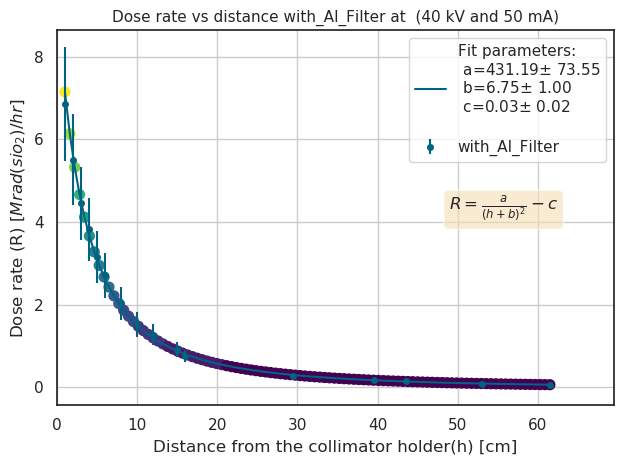 Dose rate vs distance with_Al_Filter at  (40 kV and 50 mA)
Dose rate (R) [Mrad(sio₂)/hr]
8
6
4
2
0
Fit parameters:
a=431.19± 73.55
b=6.75± 1.00
c=0.03± 0.02
with_Al_Filter
R = a/(h+b)² − c
0 10 20 30 40 50 60
Distance from the collimator holder(h) [cm]